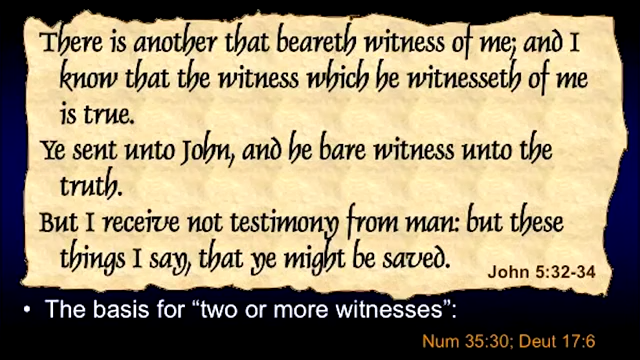 There is another that beareth witness of me; and I
know that the witness which he witnesseth of me
is true.
Ye sent unto John, and he bare witness unto the
truth.
But I receive not testimony from man: but these
things I say, that ye might be saved.
John 5:32-34
• The basis for “two or more witnesses”:
Num 35:30; Deut 17:6